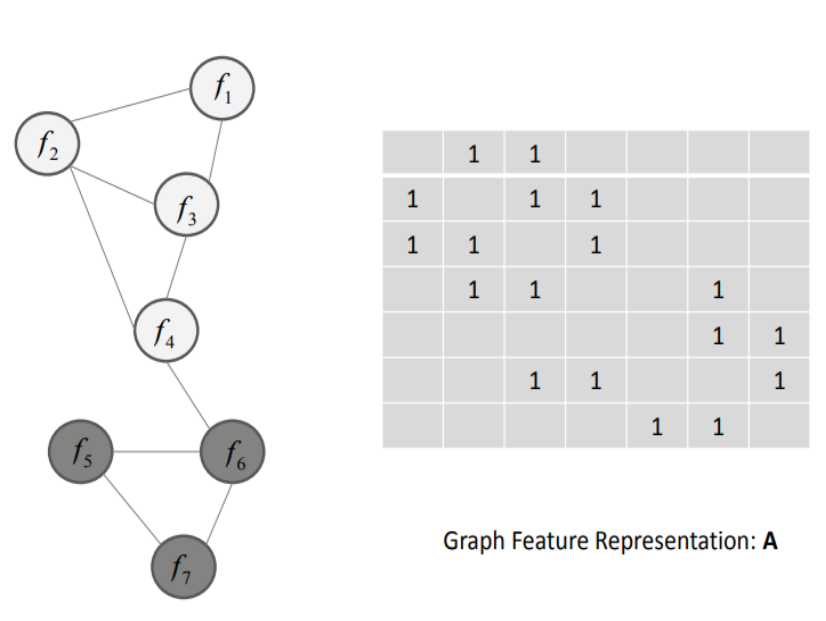 f1
f2
f3
f4
f5
f6
f7
1 1
1 1 1
1 1 1
1 1 1
1 1
1 1 1
1 1
Graph Feature Representation: A